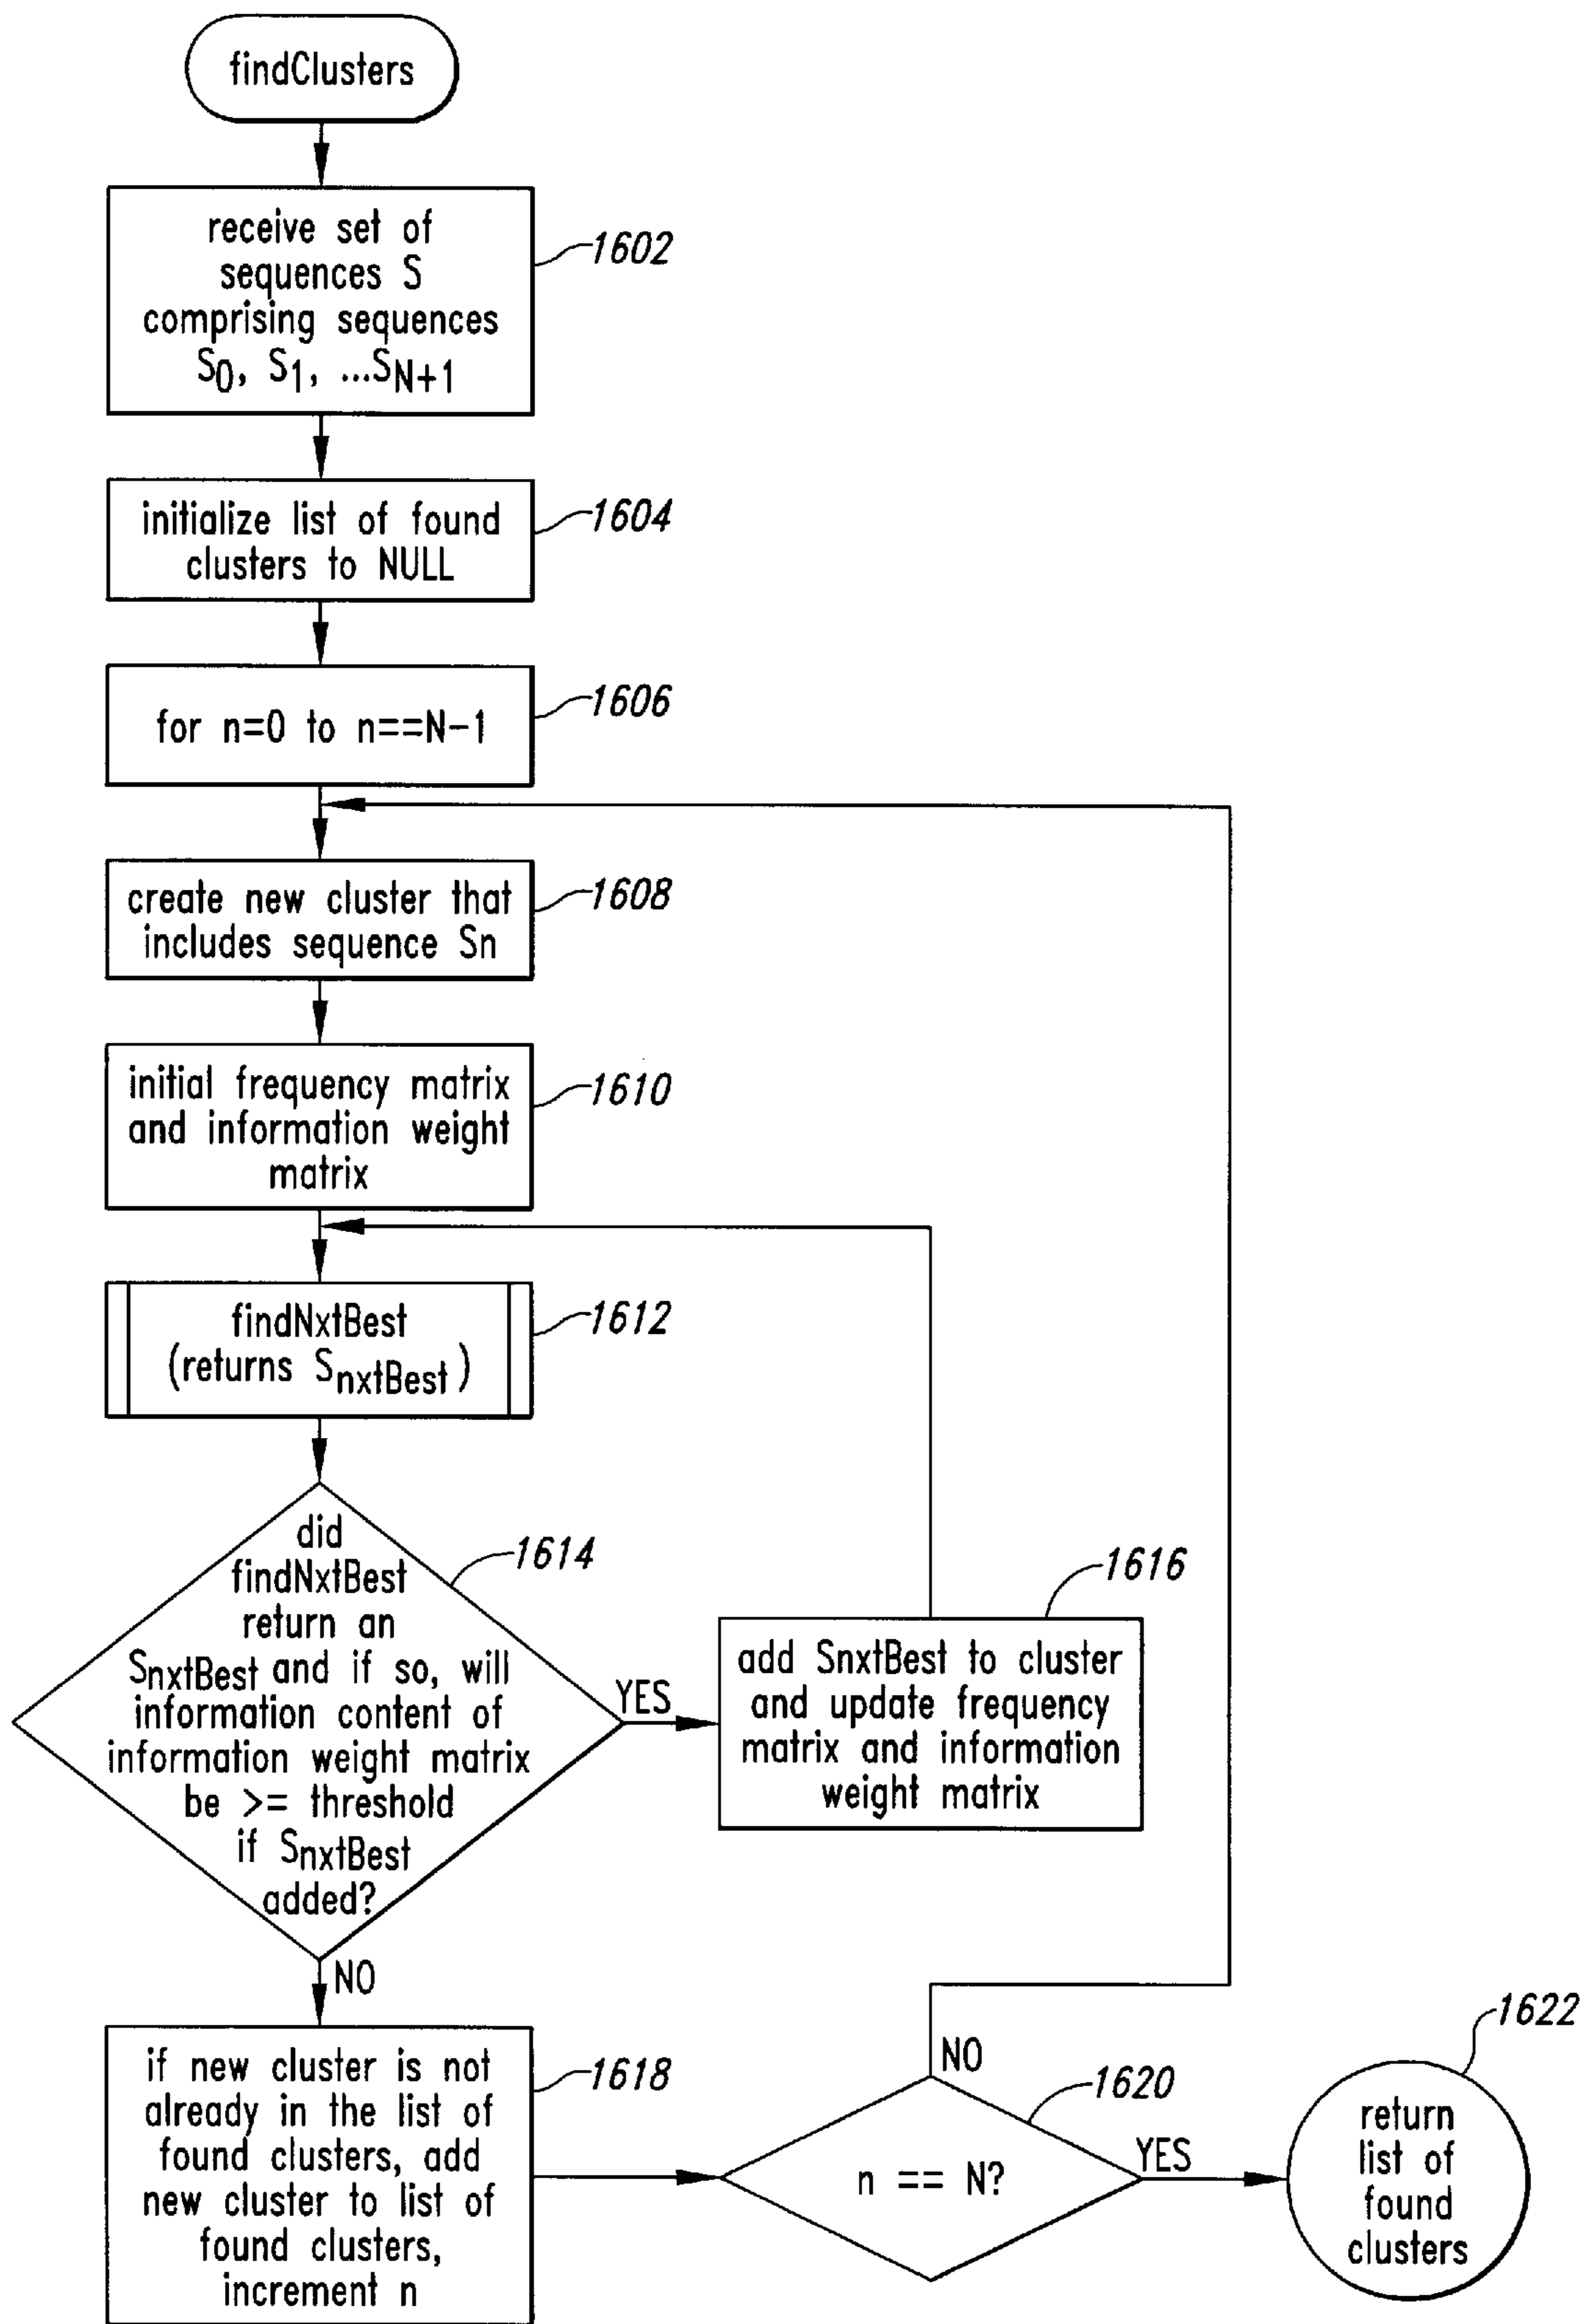 findClusters
receive set of
sequences S
comprising sequences
S0, S1, ...SN+1
1602
initialize list of found
clusters to NULL
1604
for n=0 to n==N-1
1606
create new cluster that
includes sequence Sn
1608
initial frequency matrix
and information weight
matrix
1610
findNxtBest
(returns SnxtBest)
1612
did
findNxtBest
return an
SnxtBest and if so, will
information content of
information weight matrix
be >= threshold
if SnxtBest
added?
1614
YES
add SnxtBest to cluster
and update frequency
matrix and information
weight matrix
1616
NO
if new cluster is not
already in the list of
found clusters, add
new cluster to list of
found clusters,
increment n
1618
n == N?
1620
NO
YES
return
list of
found
clusters
1622